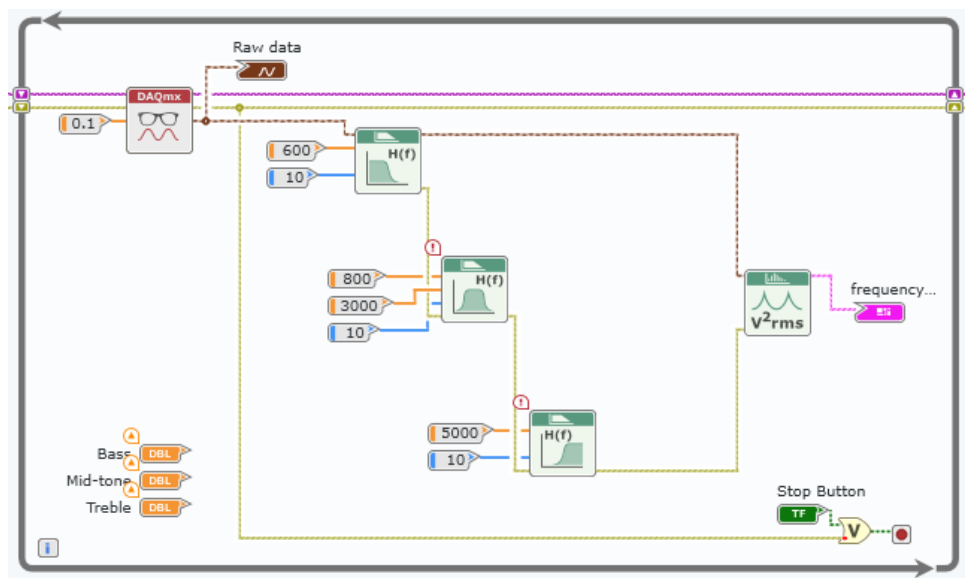 Raw data
DAQmx
0.1
600
10
H(f)
800
3000
10
H(f)
V²rms
frequency...
5000
10
H(f)
Bass DBL
Mid-tone DBL
Treble DBL
Stop Button
TF
V
i